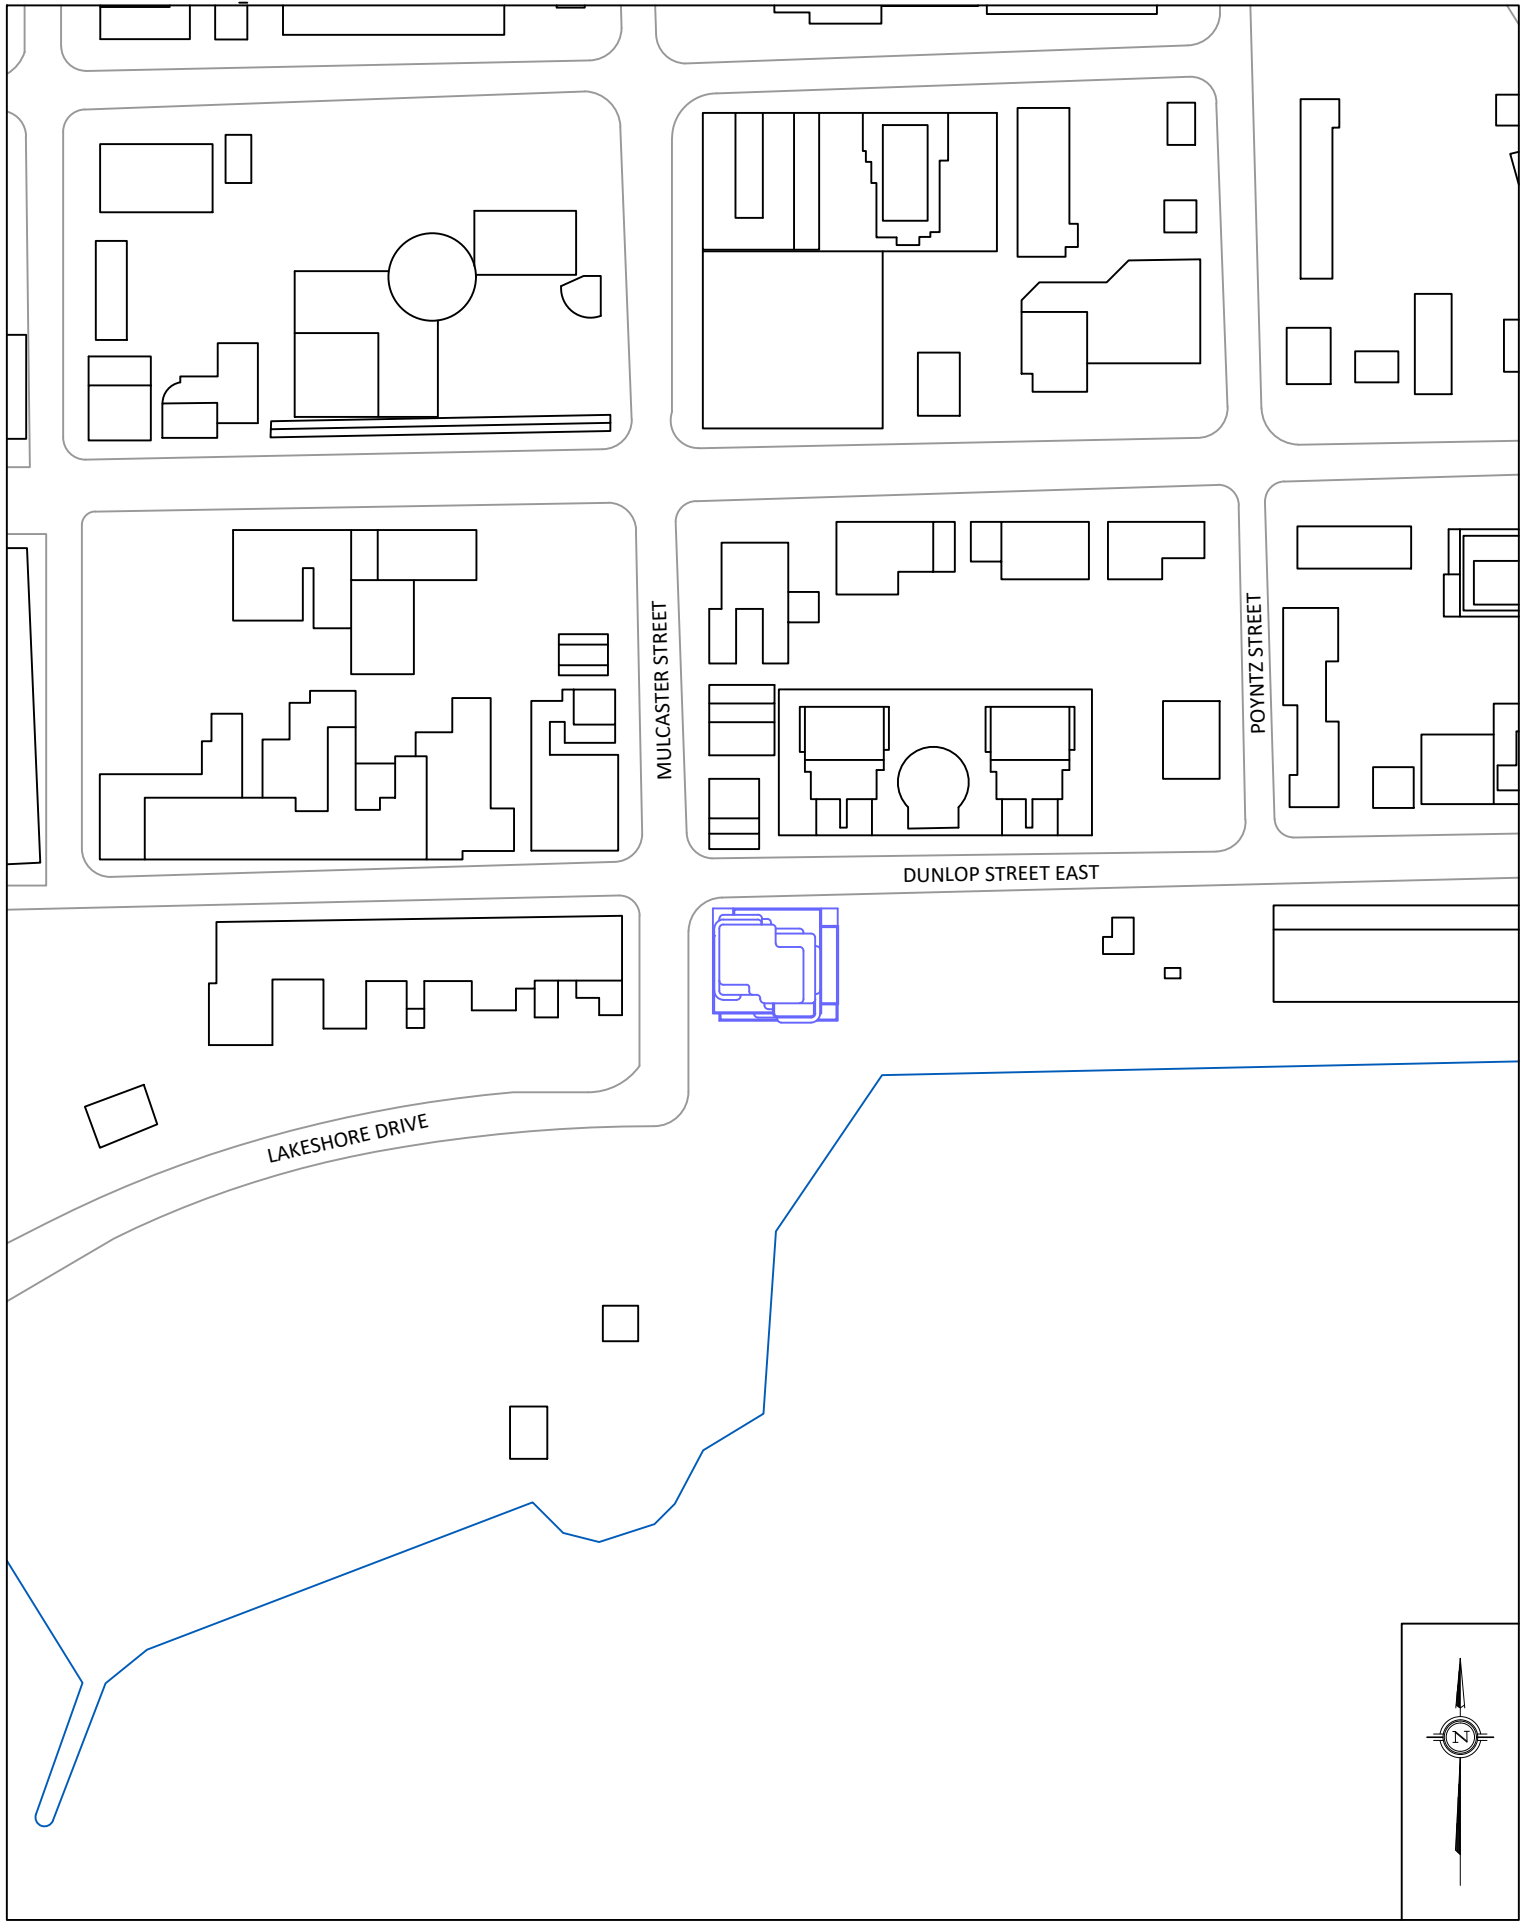 MULCASTER STREET
POYNTZ STREET
DUNLOP STREET EAST
LAKESHORE DRIVE
N